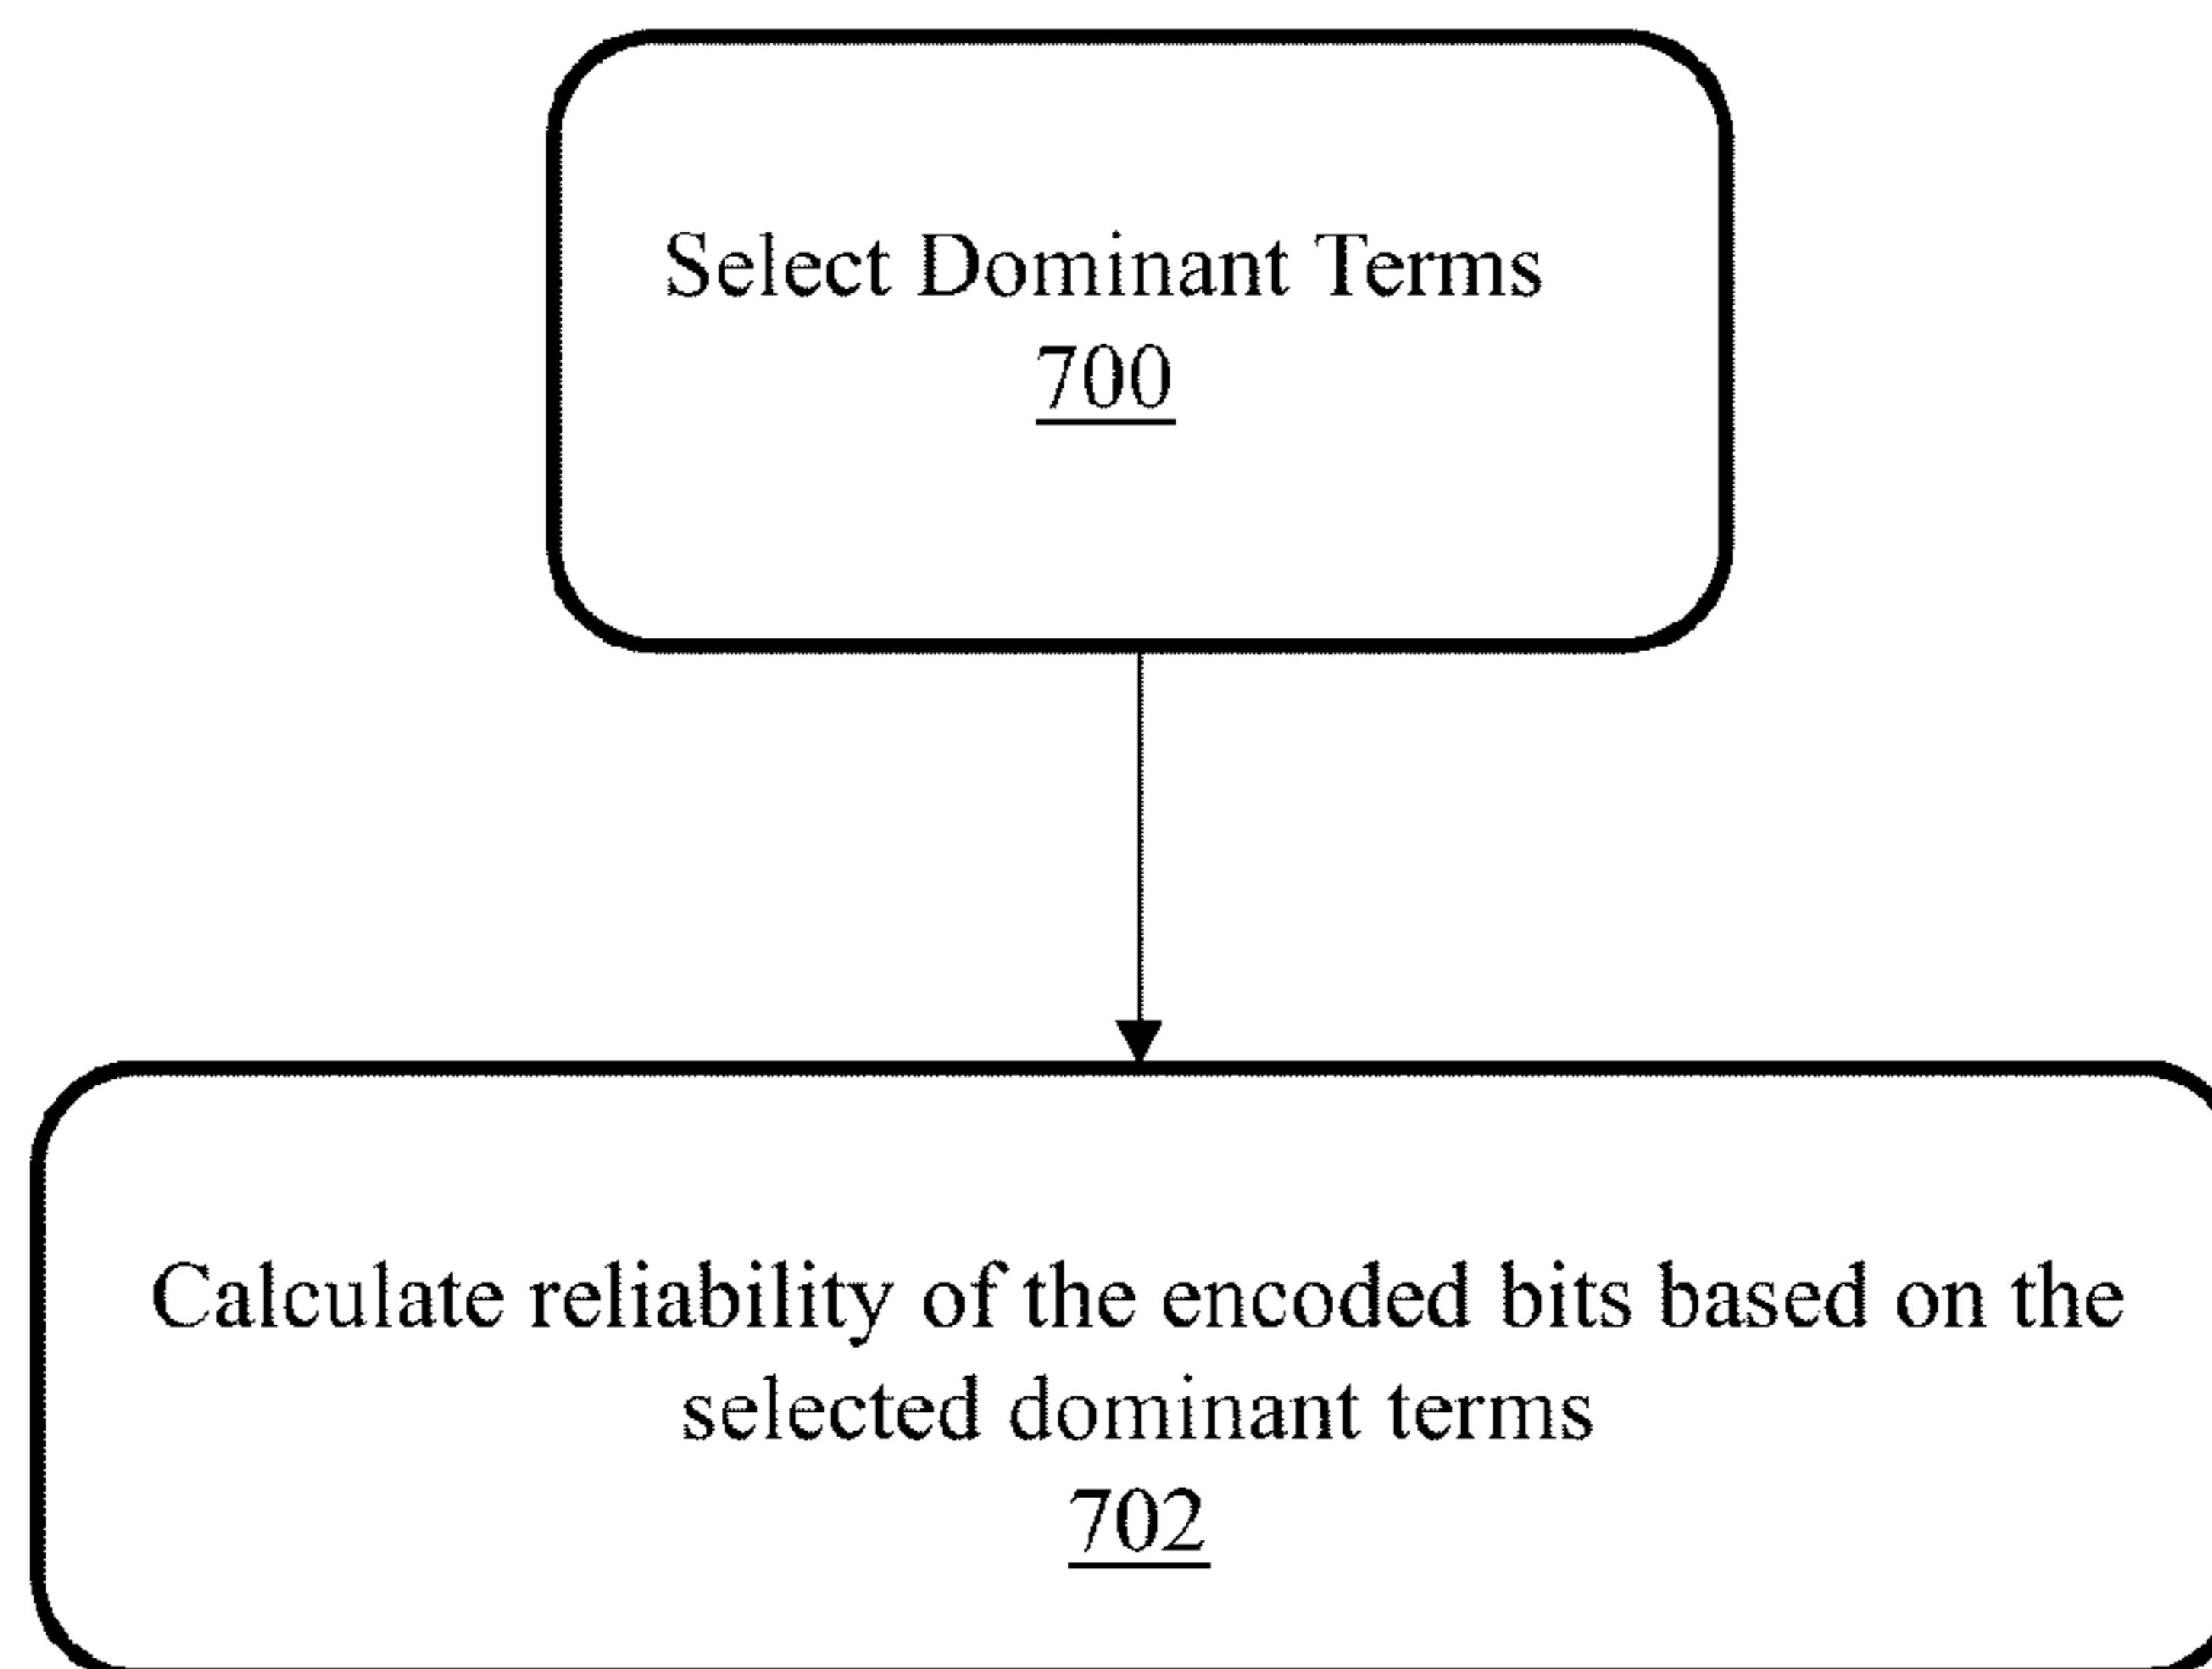 Select Dominant Terms
700
Calculate reliability of the encoded bits based on the
selected dominant terms
702